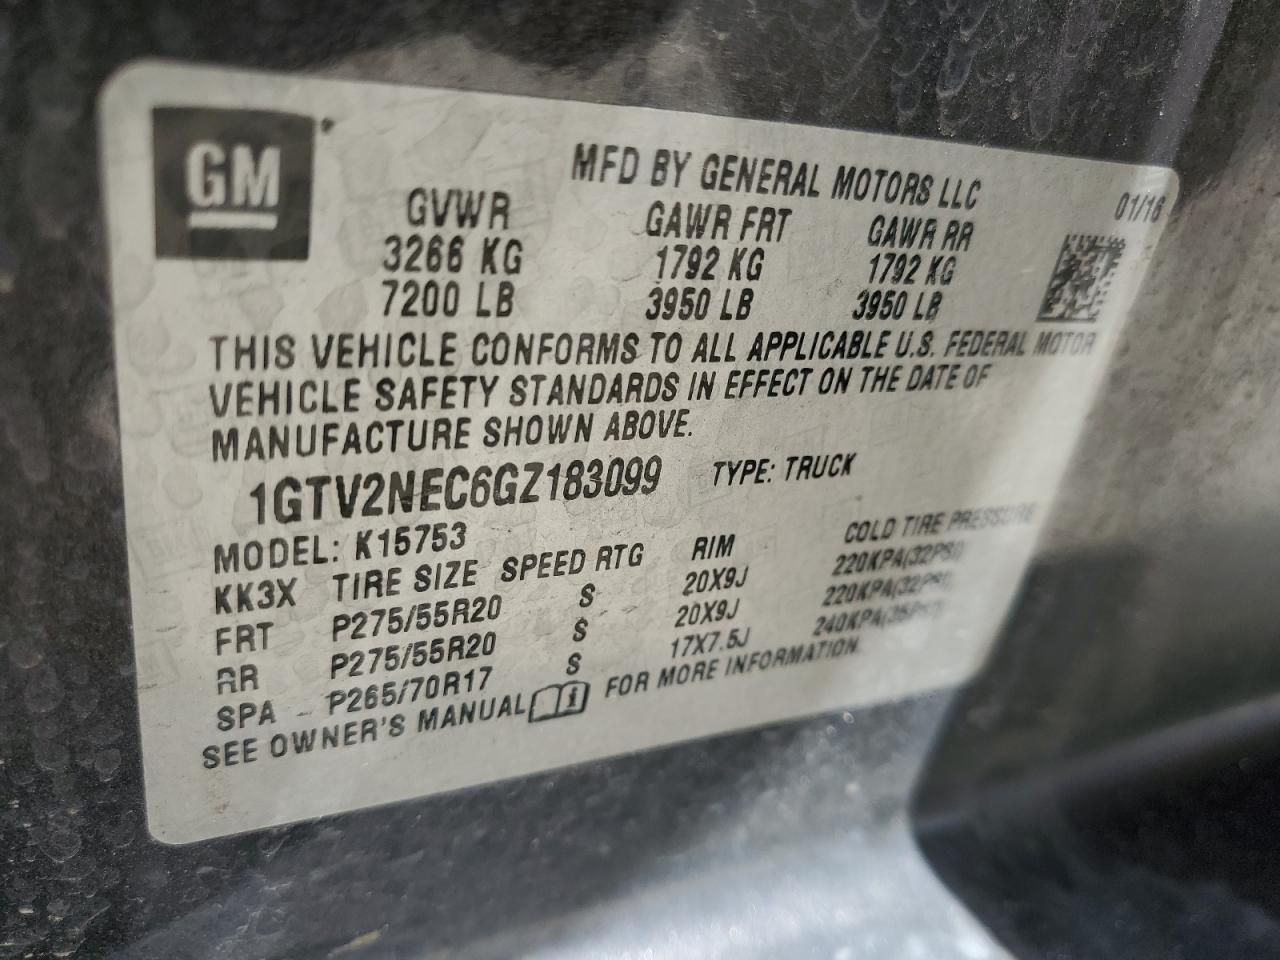 GM
MFD BY GENERAL MOTORS LLC
01/16
GVWR GAWR FRT GAWR RR
3266 KG 1792 KG 1792 KG
7200 LB 3950 LB 3950 LB
THIS VEHICLE CONFORMS TO ALL APPLICABLE U.S. FEDERAL MOTOR
VEHICLE SAFETY STANDARDS IN EFFECT ON THE DATE OF
MANUFACTURE SHOWN ABOVE.
1GTV2NEC6GZ183099 TYPE: TRUCK
MODEL: K15753
KK3X TIRE SIZE SPEED RTG RIM COLD TIRE PRESSURE
FRT P275/55R20 S 20X9J 220KPA(32PSI)
RR P275/55R20 S 20X9J 220KPA(32PSI)
SPA P265/70R17 S 17X7.5J 240KPA(35PSI)
SEE OWNER'S MANUAL FOR MORE INFORMATION.